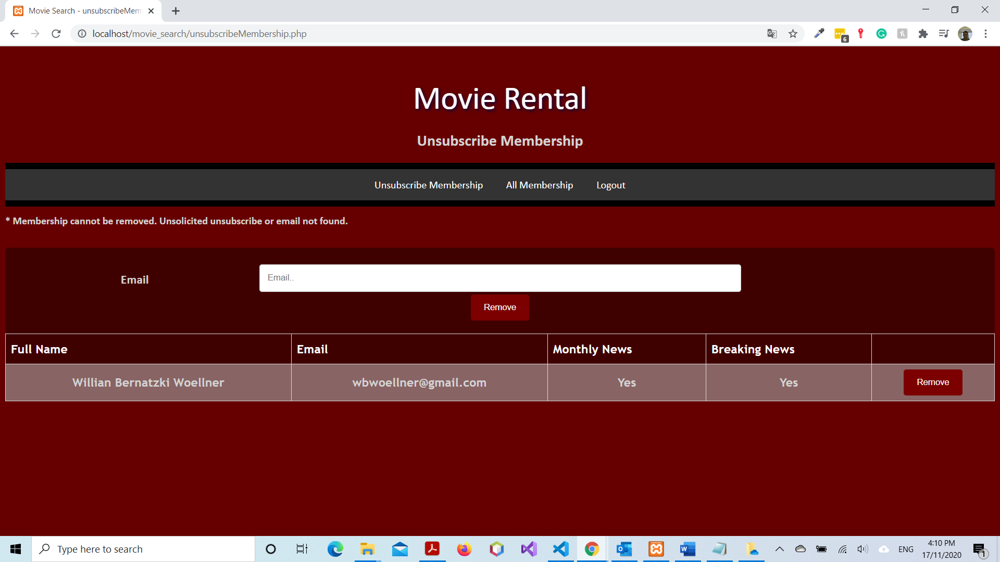 Movie Search - unsubscribeMem
localhost/movie_search/unsubscribeMembership.php
6
Movie Rental
Unsubscribe Membership
Unsubscribe Membership All Membership Logout
* Membership cannot be removed. Unsolicited unsubscribe or email not found.
Email Email..
Remove
Full Name Email Monthly News Breaking News
Willian Bernatzki Woellner wbwoellner@gmail.com Yes Yes Remove
Type here to search
ENG
4:10 PM
17/11/2020
1